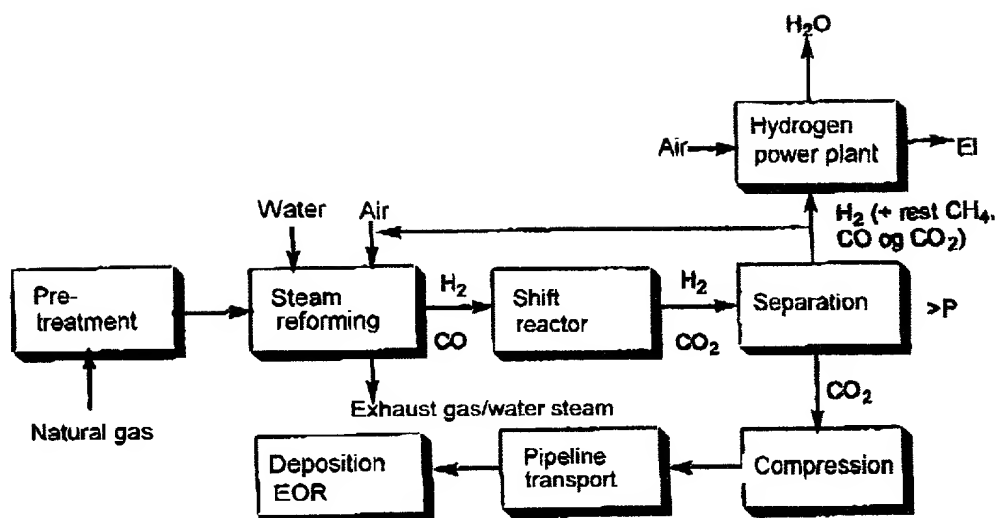 H₂O
Hydrogen
power plant
Air
El
Water
Air
H₂ (+ rest CH₄,
CO og CO₂)
Pre-
treatment
Steam
reforming
H₂
CO
Shift
reactor
H₂
CO₂
Separation
>P
Natural gas
Exhaust gas/water steam
CO₂
Deposition
EOR
Pipeline
transport
Compression